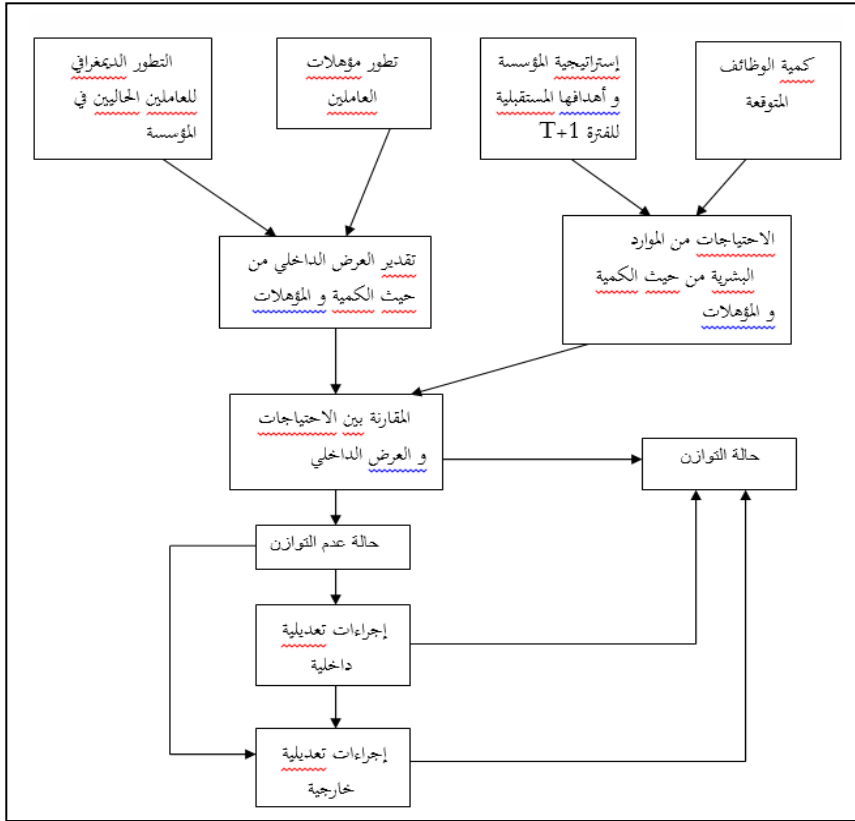 كمية الوظائف
المتوقعة
إستراتيجية المؤسسة
و أهدافها المستقبلية
للفترة T+1
تطور مؤهلات
العاملين
التطور الديمغرافي
للعاملين الحاليين في
المؤسسة
الاحتياجات من الموارد
البشرية من حيث الكمية
و المؤهلات
تقدير العرض الداخلي من
حيث الكمية و المؤهلات
المقارنة بين الاحتياجات
و العرض الداخلي
حالة التوازن
حالة عدم التوازن
إجراءات تعديلية
داخلية
إجراءات تعديلية
خارجية